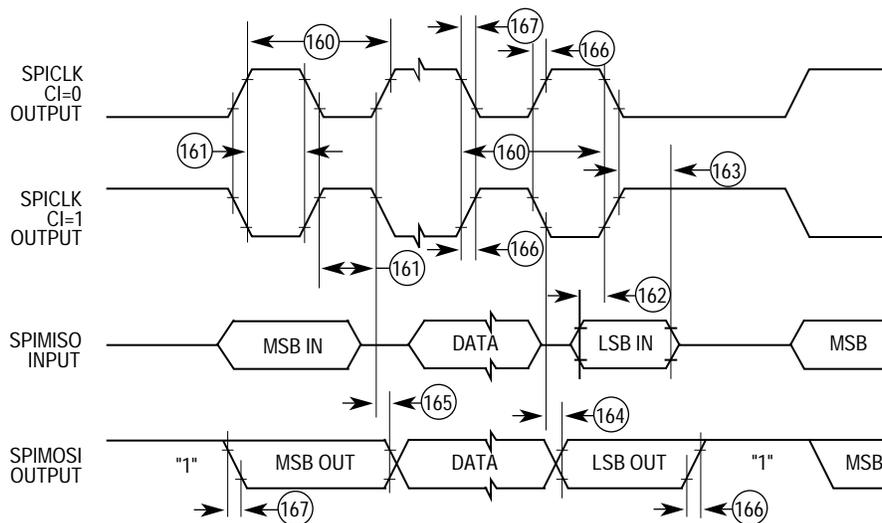 167
160
166
SPICLK
CI=0
OUTPUT
161
160
163
SPICLK
CI=1
OUTPUT
166
161
162
SPIMISO
INPUT
MSB IN
DATA
LSB IN
MSB
165
164
SPIMOSI
OUTPUT
"1"
MSB OUT
DATA
LSB OUT
"1"
MSB
167
166